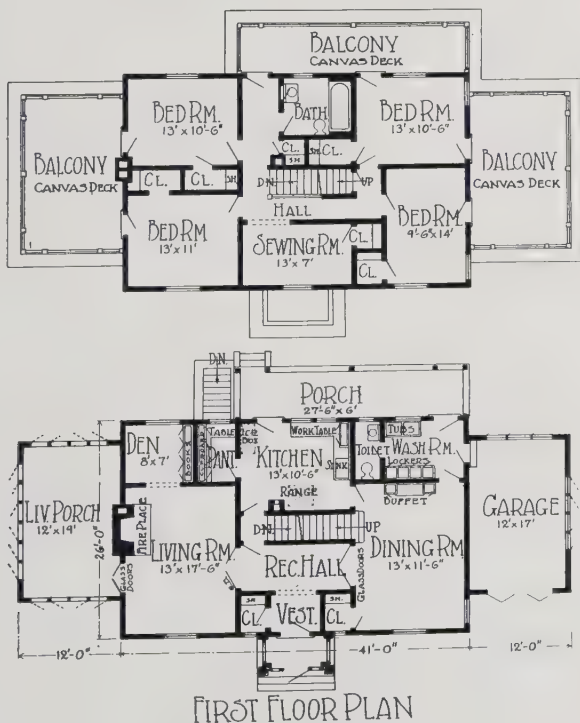 BALCONY
CANVAS DECK
BED RM.
13' x 10'-6"
BATH
BED RM.
13' x 10'-6"
CL.
SH.
CL.
BALCONY
CANVAS DECK
BALCONY
CANVAS DECK
CL.
CL.
SH.
DN.
UP
HALL
BED RM
13' x 11'
SEWING RM.
13' x 7'
CL.
CL.
BED RM
9'-6" x 14'
DN.
PORCH
27'-6" x 6'
DEN
8' x 7'
BOOKS
TABLE
ICE BOX
PANT.
KITCHEN
13' x 10'-6"
WORK TABLE
SINK
RANGE
TOILET
TUBS
WASH RM.
LOCKERS
BUFFET
LIV. PORCH
12' x 14'
26'-0"
FIRE PLACE
GLASS DOORS
LIVING RM.
13' x 17'-6"
DN.
UP
REC. HALL
GLASS DOORS
DINING RM
13' x 11'-6"
GARAGE
12' x 17'
SH.
CL.
VEST.
SH.
CL.
12'-0"
41'-0"
12'-0"
FIRST FLOOR PLAN